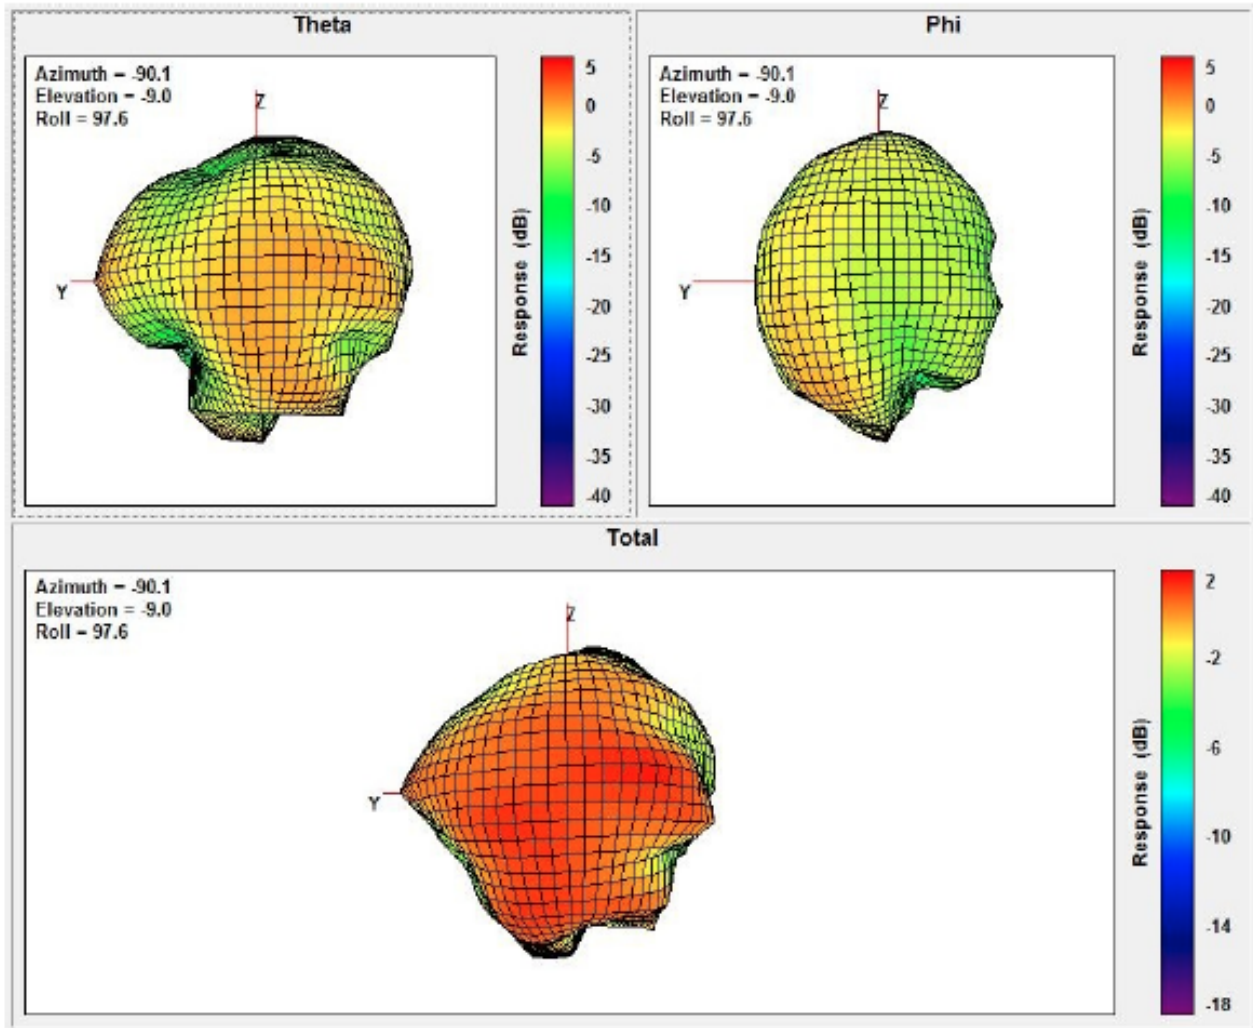 Theta
Azimuth = -90.1
Elevation = -9.0
Roll = 97.6
Z
Y
5
0
-5
-10
-15
-20
-25
-30
-35
-40
Response (dB)
Phi
Azimuth = -90.1
Elevation = -9.0
Roll = 97.6
Z
Y
5
0
-5
-10
-15
-20
-25
-30
-35
-40
Response (dB)
Total
Azimuth = -90.1
Elevation = -9.0
Roll = 97.6
Z
Y
2
-2
-6
-10
-14
-18
Response (dB)